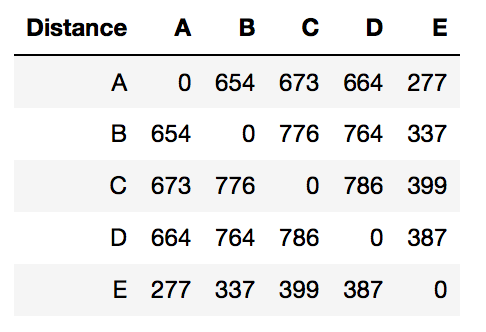 Distance A B C D E
A 0 654 673 664 277
B 654 0 776 764 337
C 673 776 0 786 399
D 664 764 786 0 387
E 277 337 399 387 0